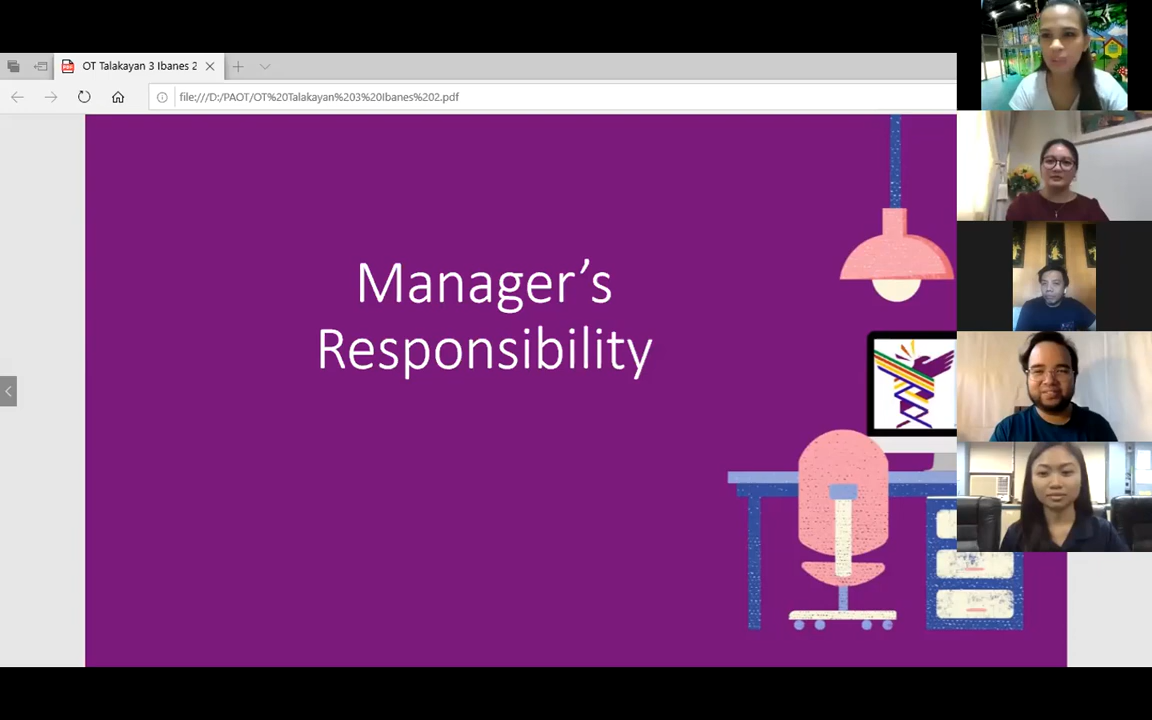 OT Talakayan 3 Ibanes 2
file:///D:/PAOT/OT%20Talakayan%203%20Ibanes%202.pdf
Manager’s
Responsibility